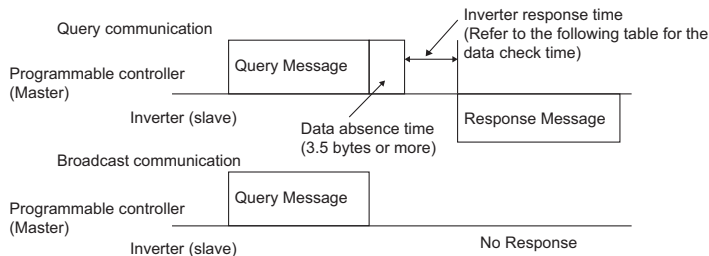 Query communication
Inverter response time
(Refer to the following table for the
data check time)
Programmable controller
(Master)
Query Message
Inverter (slave)
Data absence time
(3.5 bytes or more)
Response Message
Broadcast communication
Query Message
Programmable controller
(Master)
Inverter (slave)
No Response